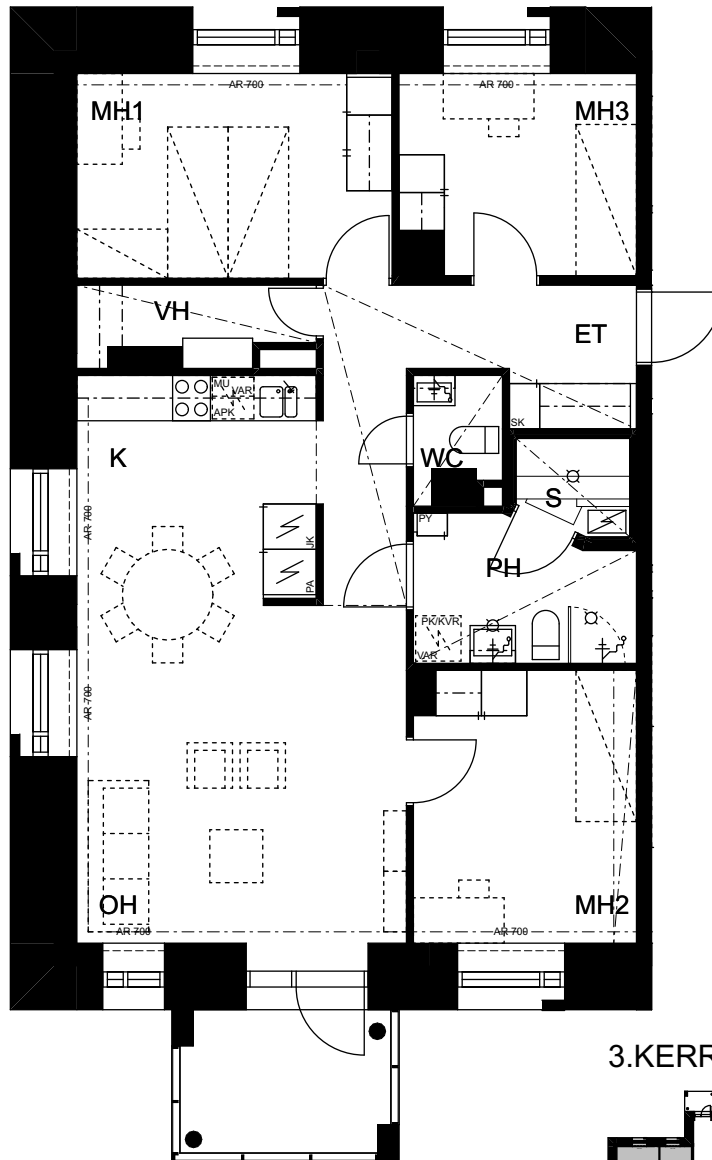 AR 700
AR 700
MH1
MH3
VH
ET
MU
VAR
APK
SK
K
WC
S
PY
AR 700
JK
PH
PA
PK/KVR
VAR
AR 700
OH
MH2
AR 700
AR 700
3.KERR